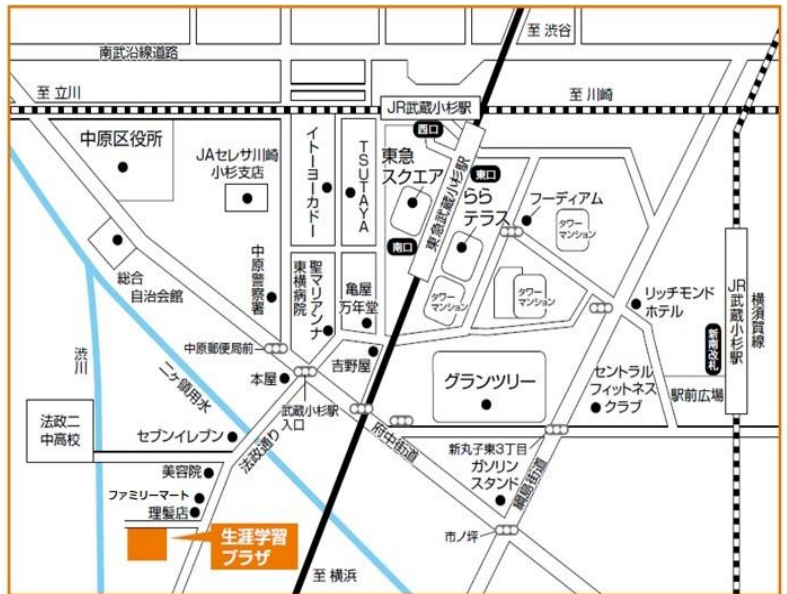 至 渋谷
南武沿線道路
至 立川
JR武蔵小杉駅
至 川崎
中原区役所
JAセレサ川崎
小杉支店
イトーヨーカドー
TSUTAYA
東急
スクエア
西口
東急武蔵小杉駅
東口
らら
テラス
南口
フーディアム
タワー
マンション
総合
自治会館
中原警察署
聖マリアンナ
東横病院
亀屋
万年堂
タワー
マンション
タワー
マンション
リッチモンド
ホテル
JR武蔵小杉駅
横須賀線
新南改札
駅前広場
渋川
二ヶ領用水
中原郵便局前
本屋
吉野屋
武蔵小杉駅
入口
グランツリー
セントラル
フィットネス
クラブ
法政二
中高校
セブンイレブン
法政通り
府中街道
新丸子東3丁目
ガソリン
スタンド
綱島街道
美容院
ファミリーマート
理髪店
市ノ坪
生涯学習
プラザ
至 横浜